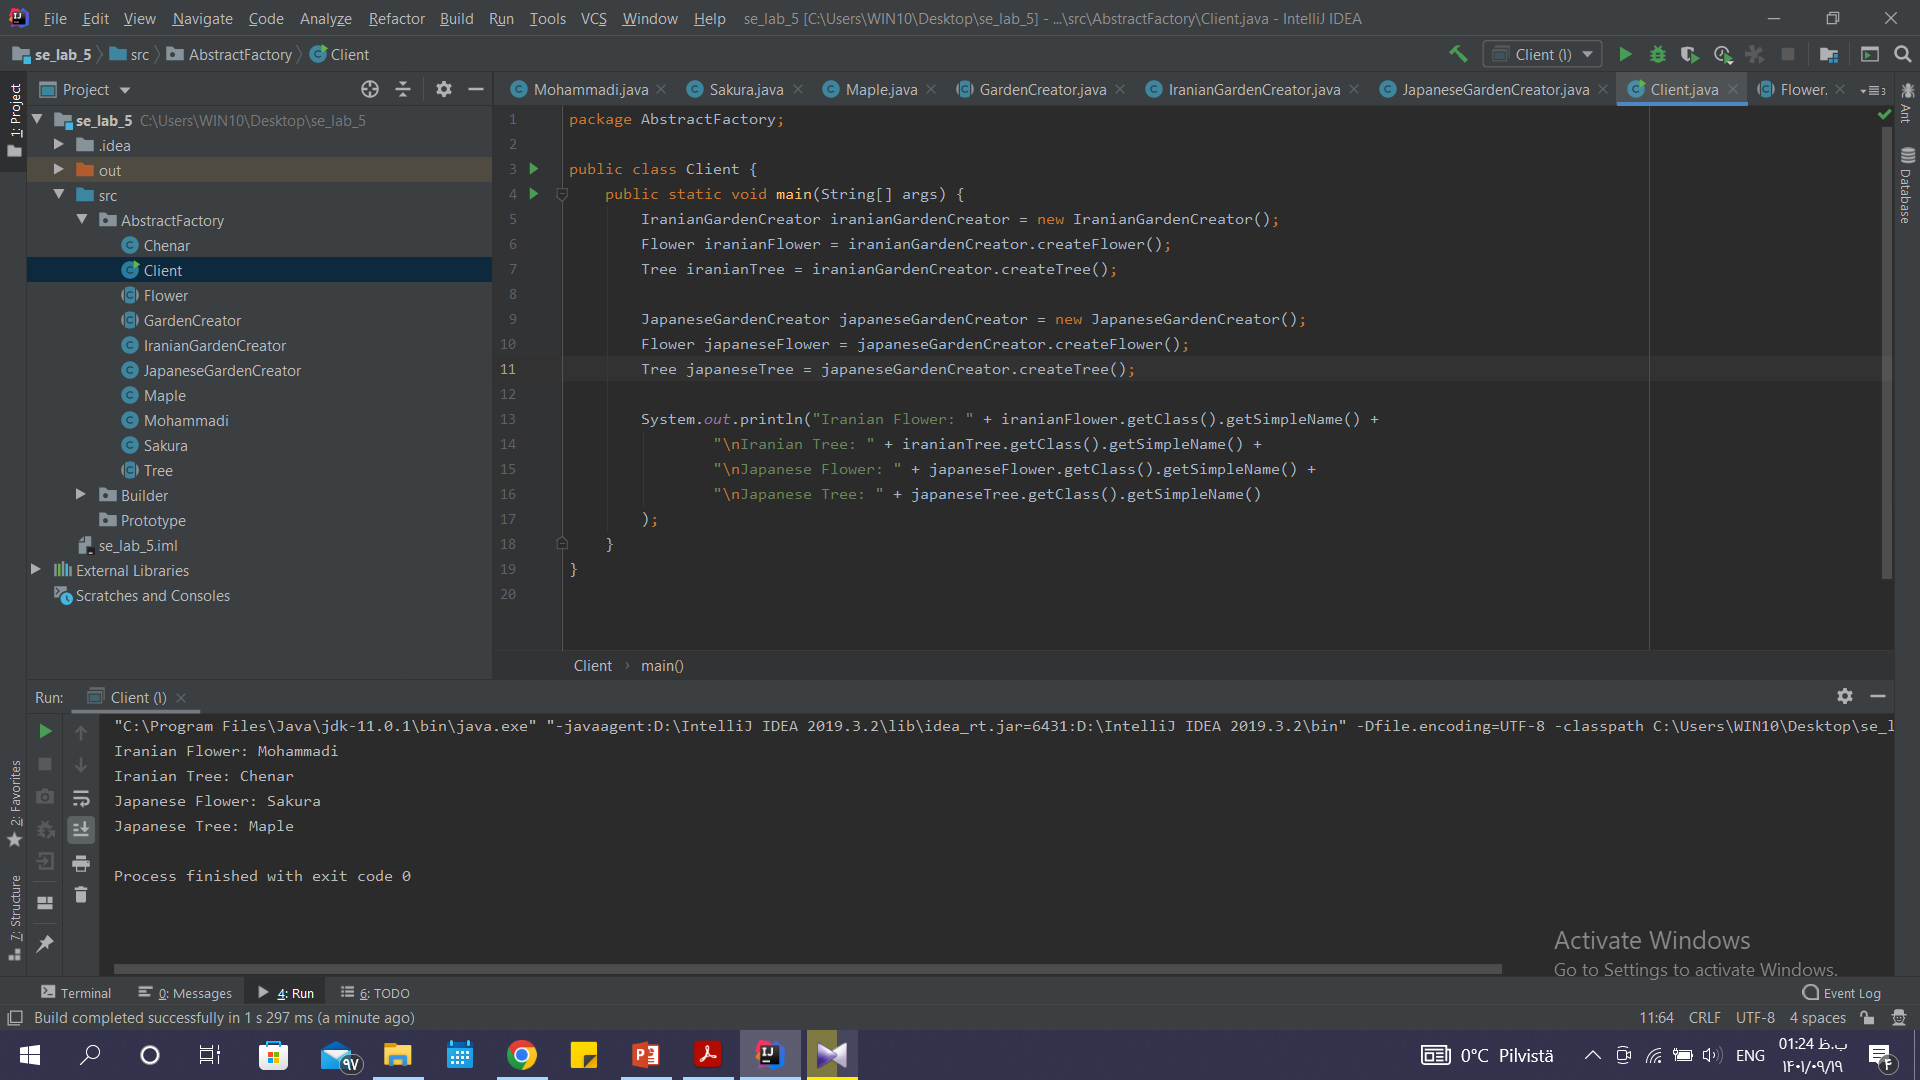 File Edit View Navigate Code Analyze Refactor Build Run Tools VCS Window Help se_lab_5 [C:\Users\WIN10\Desktop\se_lab_5] - ...\src\AbstractFactory\Client.java - IntelliJ IDEA
se_lab_5 src AbstractFactory Client
Client (۱)
Project
Mohammadi.java Sakura.java Maple.java GardenCreator.java IranianGardenCreator.java JapaneseGardenCreator.java Client.java Flower.
1: Project
se_lab_5 C:\Users\WIN10\Desktop\se_lab_5
.idea
out
src
AbstractFactory
Chenar
Client
Flower
GardenCreator
IranianGardenCreator
JapaneseGardenCreator
Maple
Mohammadi
Sakura
Tree
Builder
Prototype
se_lab_5.iml
External Libraries
Scratches and Consoles
1 package AbstractFactory;
2
3 public class Client {
4 public static void main(String[] args) {
5 IranianGardenCreator iranianGardenCreator = new IranianGardenCreator();
6 Flower iranianFlower = iranianGardenCreator.createFlower();
7 Tree iranianTree = iranianGardenCreator.createTree();
8
9 JapaneseGardenCreator japaneseGardenCreator = new JapaneseGardenCreator();
10 Flower japaneseFlower = japaneseGardenCreator.createFlower();
11 Tree japaneseTree = japaneseGardenCreator.createTree();
12
13 System.out.println("Iranian Flower: " + iranianFlower.getClass().getSimpleName() +
14 "\nIranian Tree: " + iranianTree.getClass().getSimpleName() +
15 "\nJapanese Flower: " + japaneseFlower.getClass().getSimpleName() +
16 "\nJapanese Tree: " + japaneseTree.getClass().getSimpleName()
17 );
18 }
19 }
20
Client main()
Ant
Database
Run: Client (۱)
"C:\Program Files\Java\jdk-11.0.1\bin\java.exe" "-javaagent:D:\IntelliJ IDEA 2019.3.2\lib\idea_rt.jar=6431:D:\IntelliJ IDEA 2019.3.2\bin" -Dfile.encoding=UTF-8 -classpath C:\Users\WIN10\Desktop\se_l
Iranian Flower: Mohammadi
Iranian Tree: Chenar
Japanese Flower: Sakura
Japanese Tree: Maple
Process finished with exit code 0
2: Favorites
7: Structure
Activate Windows
Go to Settings to activate Windows.
Terminal 0: Messages 4: Run 6: TODO Event Log
Build completed successfully in 1 s 297 ms (a minute ago) 11:64 CRLF UTF-8 4 spaces
۹۷ 0°C Pilvistä ENG 01:24 ب.ظ
۱۴۰۱/۰۹/۱۹ ۴